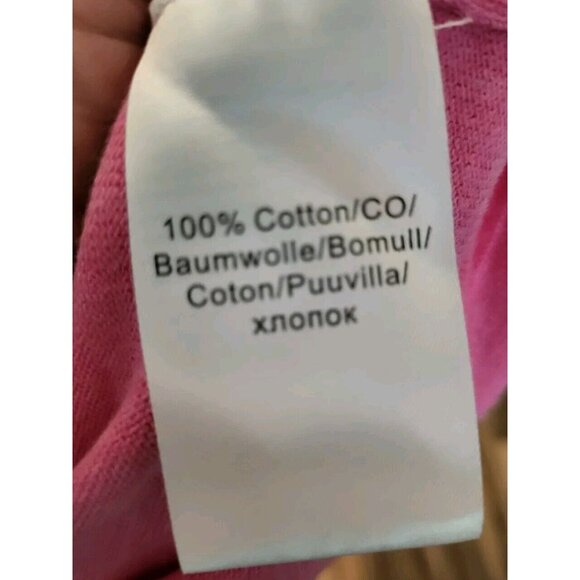 100% Cotton/CO/
Baumwolle/Bomull/
Coton/Puuvilla/
хлопок